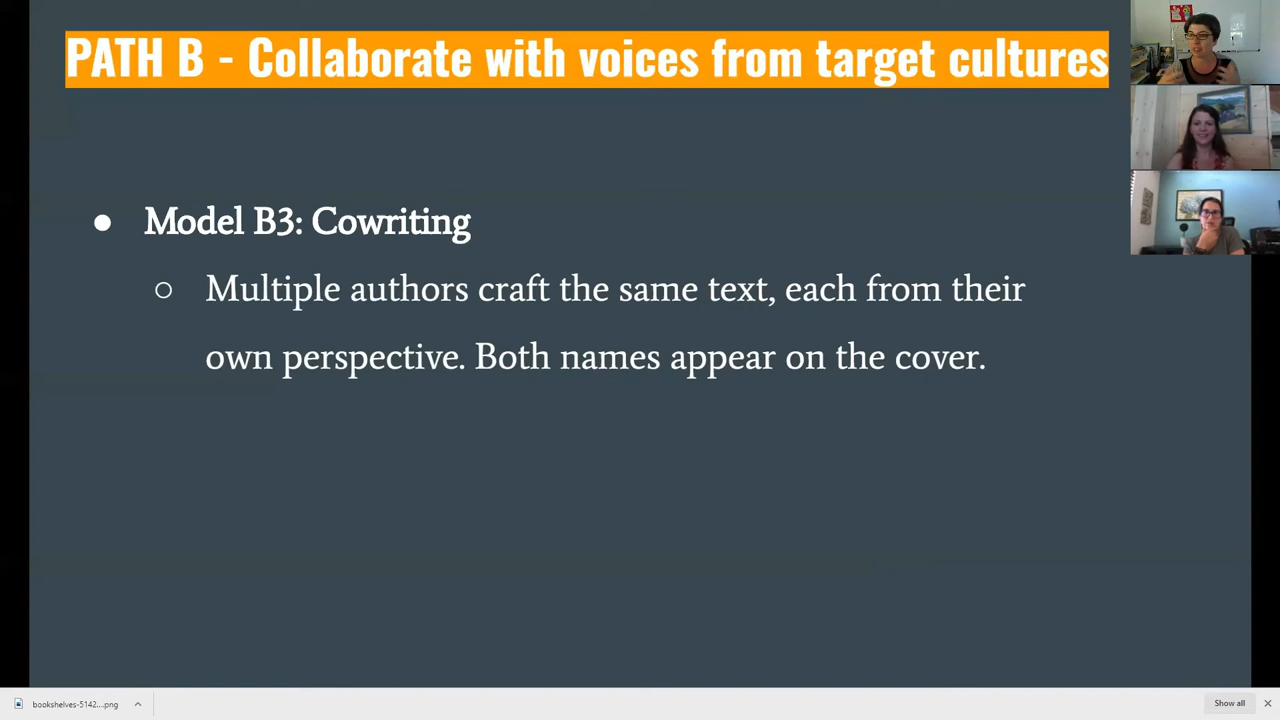 PATH B - Collaborate with voices from target cultures
● Model B3: Cowriting
○ Multiple authors craft the same text, each from their
own perspective. Both names appear on the cover.
bookshelves-5142....png
Show all